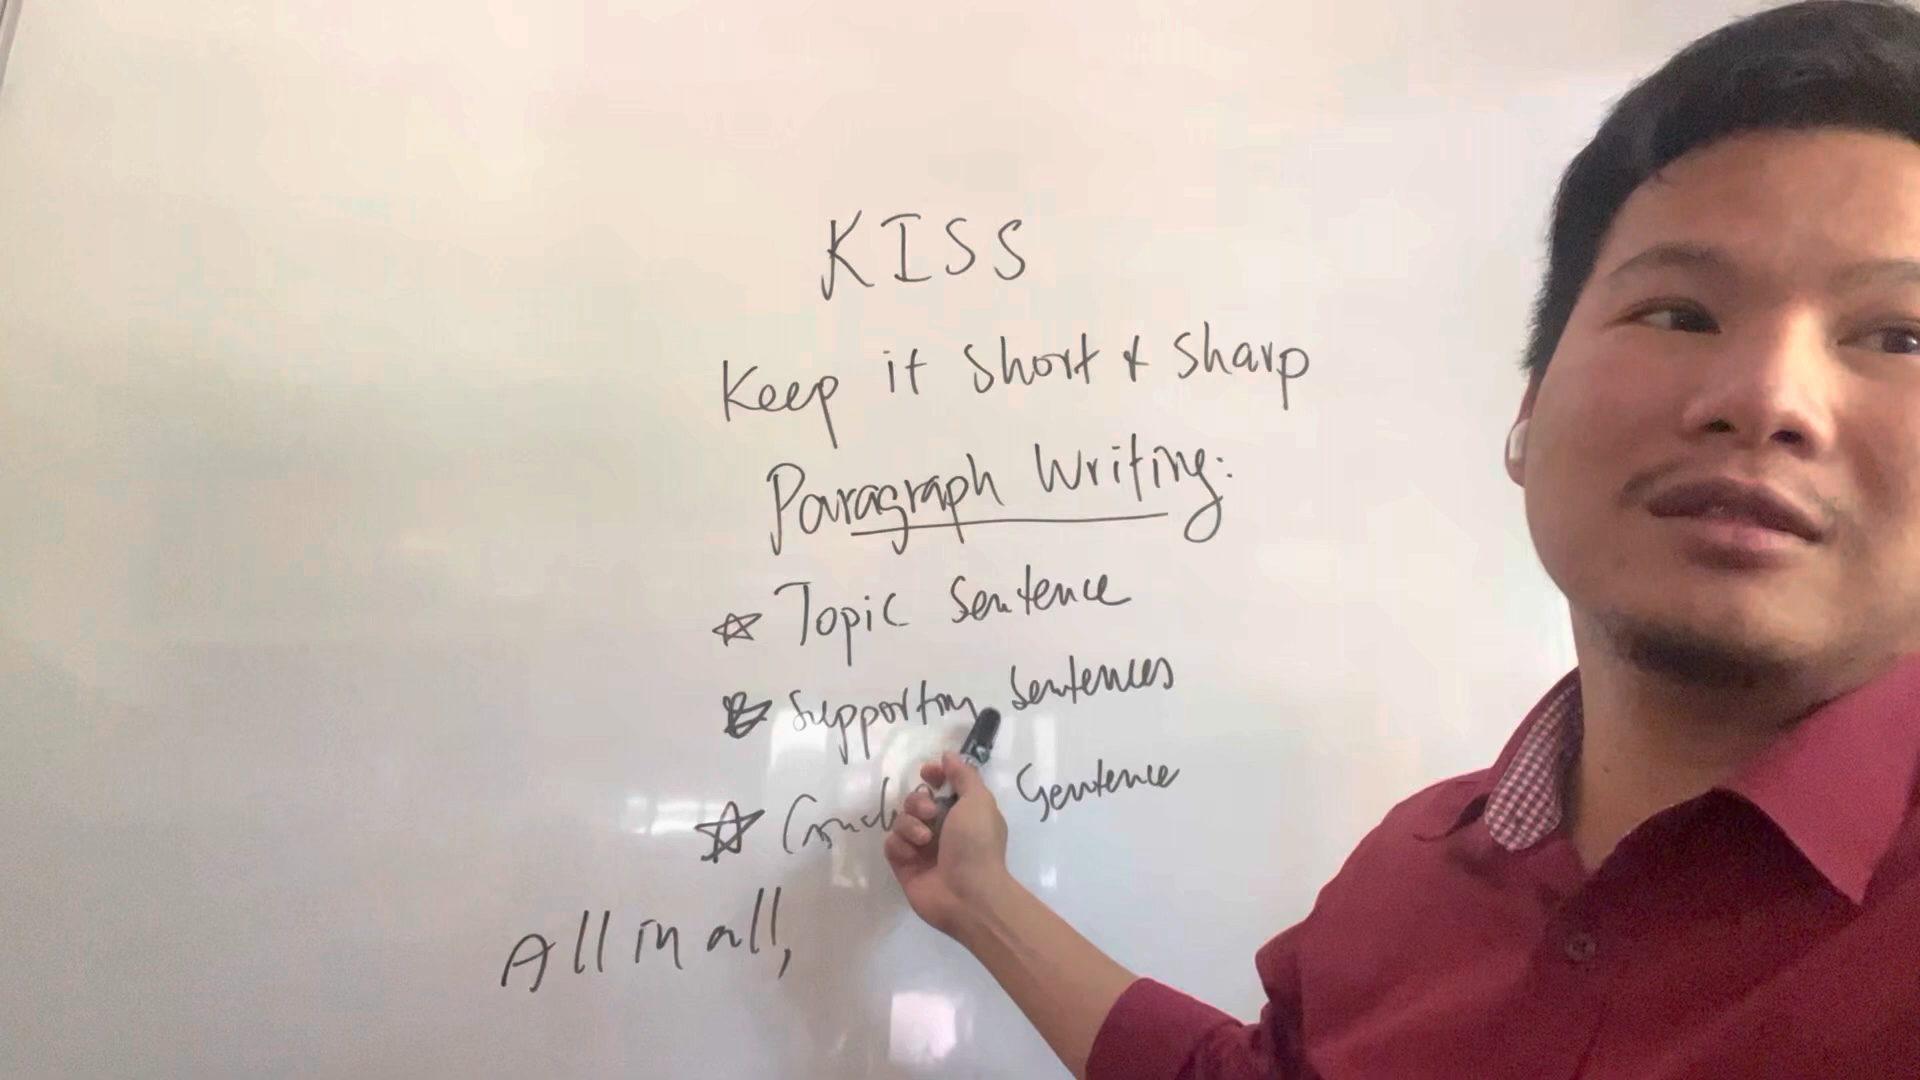 KISS
Keep it short & sharp
Paragraph Writing:
Topic Sentence
Supporting Sentences
Sentence
All in all,